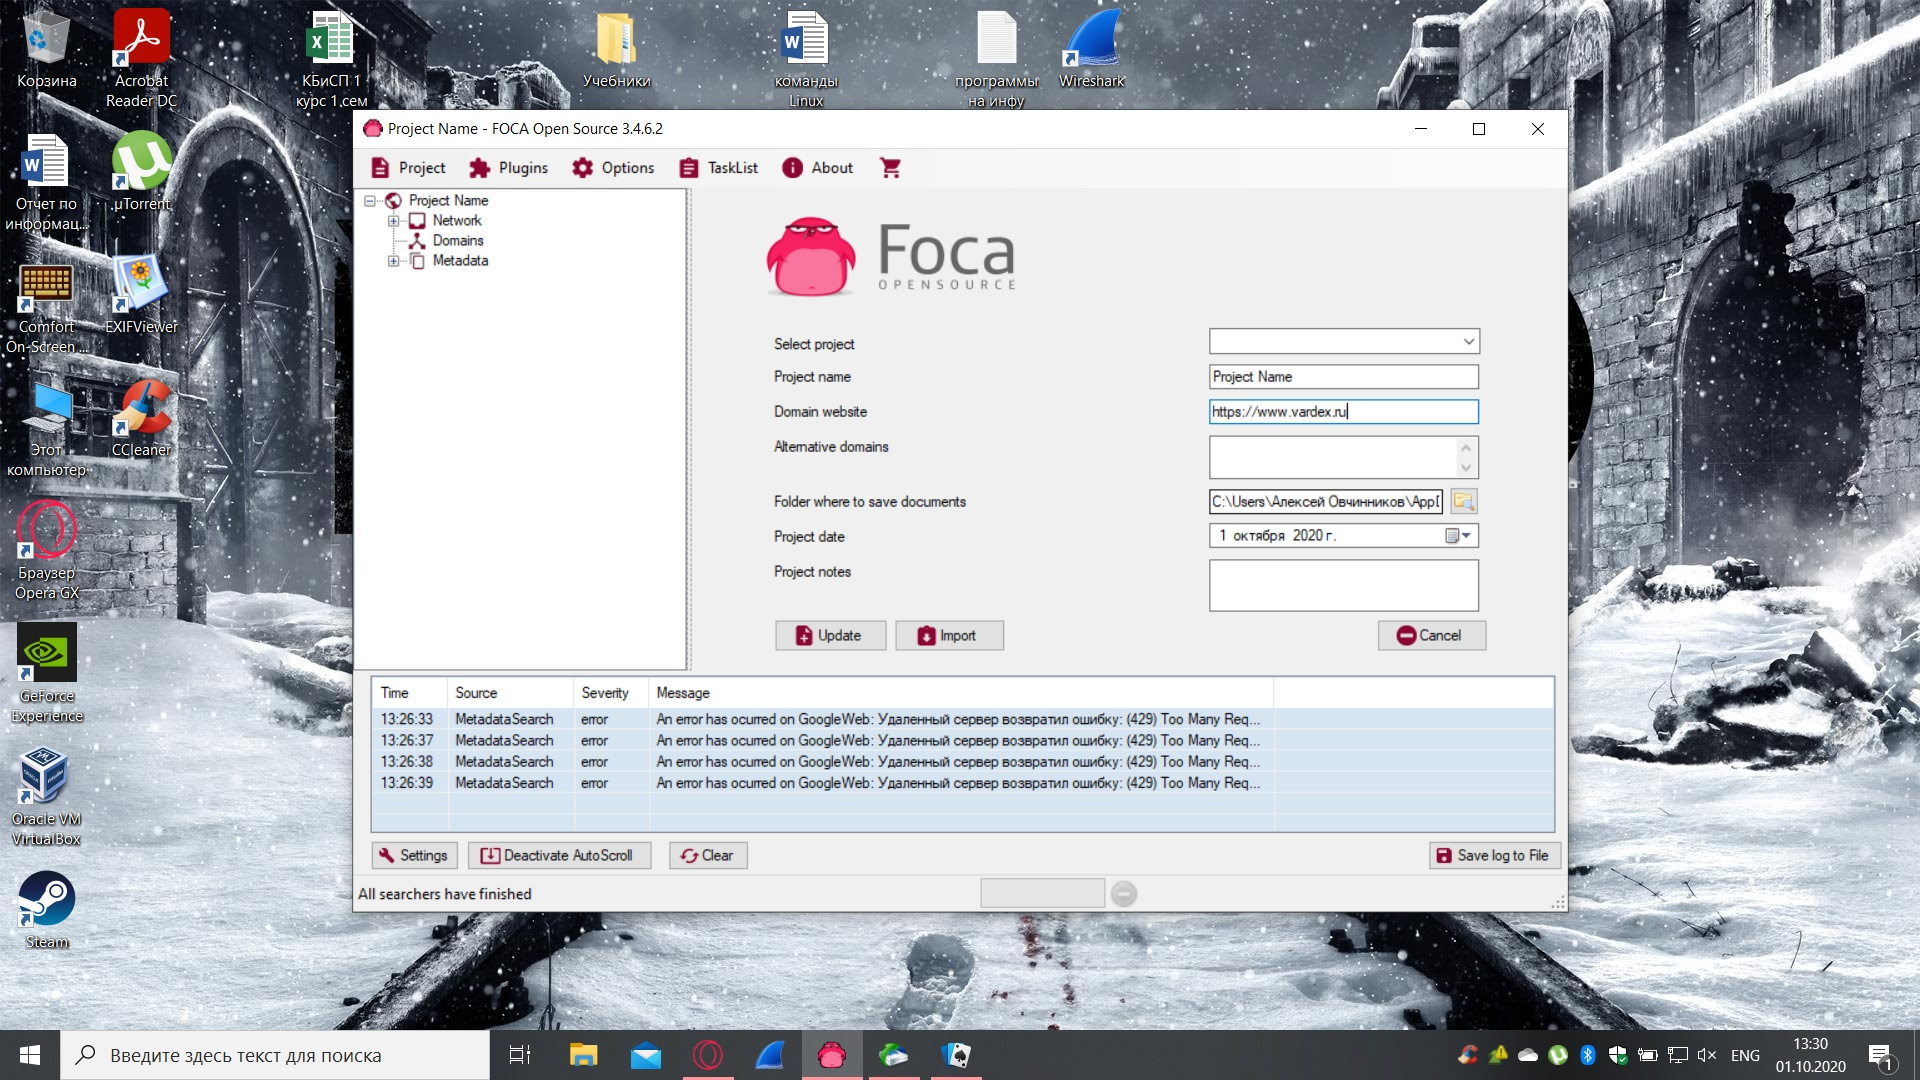 Корзина
Acrobat
Reader DC
КБиСП 1
курс 1.сем
Учебники
команды
Linux
программы
на инфу
Wireshark
Отчет по
информац...
µTorrent
Comfort
On-Screen ...
EXIFViewer
Этот
компьютер
CCleaner
Браузер
Opera GX
GeForce
Experience
Oracle VM
VirtualBox
Steam
Project Name - FOCA Open Source 3.4.6.2
Project Plugins Options TaskList About
Project Name
Network
Domains
Metadata
Foca
OPENSOURCE
Select project
Project name Project Name
Domain website https://www.vardex.ru
Alternative domains
Folder where to save documents C:\Users\Алексей Овчинников\App
Project date 1 октября 2020 г.
Project notes
Update Import Cancel
Time Source Severity Message
13:26:33 MetadataSearch error An error has ocurred on GoogleWeb: Удаленный сервер возвратил ошибку: (429) Too Many Req...
13:26:37 MetadataSearch error An error has ocurred on GoogleWeb: Удаленный сервер возвратил ошибку: (429) Too Many Req...
13:26:38 MetadataSearch error An error has ocurred on GoogleWeb: Удаленный сервер возвратил ошибку: (429) Too Many Req...
13:26:39 MetadataSearch error An error has ocurred on GoogleWeb: Удаленный сервер возвратил ошибку: (429) Too Many Req...
Settings Deactivate AutoScroll Clear Save log to File
All searchers have finished
Введите здесь текст для поиска
ENG
13:30
01.10.2020
1